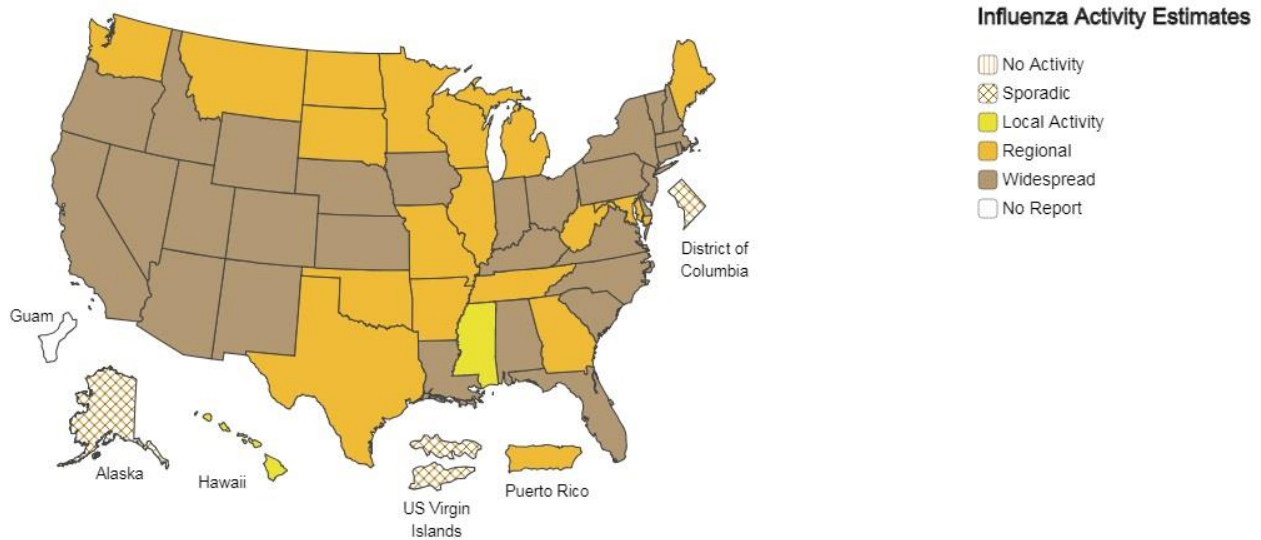 Influenza Activity Estimates
No Activity
Sporadic
Local Activity
Regional
Widespread
No Report
District of
Columbia
Guam
Alaska
Hawaii
US Virgin
Islands
Puerto Rico